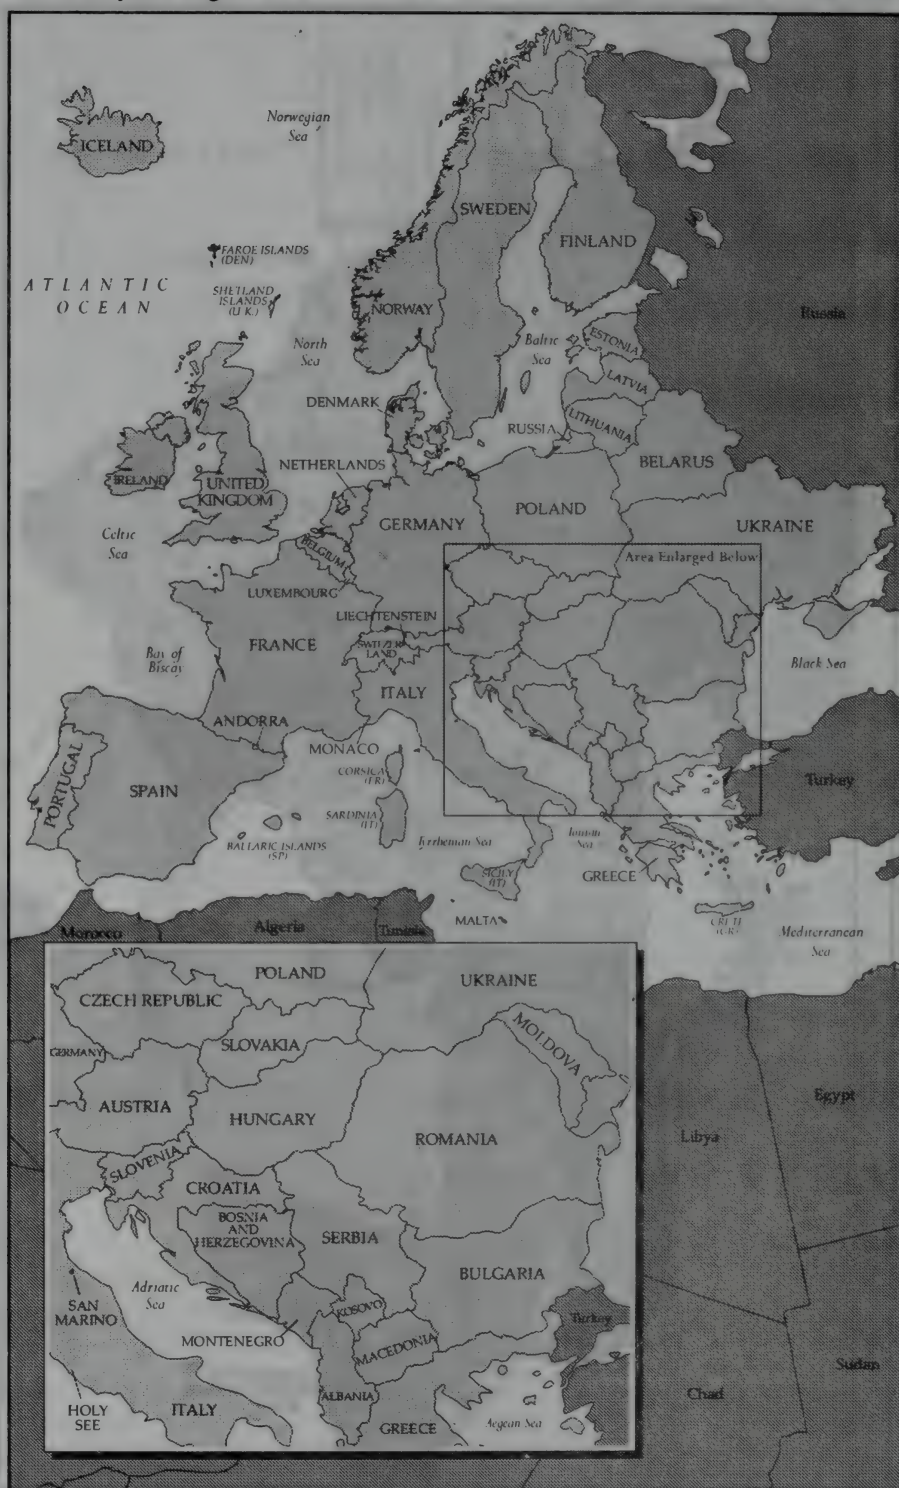 Norwegian
Sea
ICELAND
SWEDEN
FINLAND
FAROE ISLANDS
(DEN)
ATLANTIC
OCEAN
SHETLAND
ISLANDS
(U.K.)
NORWAY
Russia
North
Sea
Baltic
Sea
ESTONIA
LATVIA
DENMARK
LITHUANIA
RUSSIA
BELARUS
NETHERLANDS
IRELAND
UNITED
KINGDOM
GERMANY
POLAND
UKRAINE
Celtic
Sea
BELGIUM
Area Enlarged Below
LUXEMBOURG
LIECHTENSTEIN
FRANCE
SWITZER
LAND
Bay of
Biscay
Black Sea
ITALY
ANDORRA
MONACO
CORSICA
(FR)
PORTUGAL
SPAIN
Turkey
SARDINIA
(IT)
BALLARIC ISLANDS
(SP)
Tyrrhenian Sea
Ionian
Sea
SICILY
(IT)
GREECE
MALTA
CRETE
(GR)
Mediterranean
Sea
Morocco
Algeria
Tunisia
POLAND
UKRAINE
CZECH REPUBLIC
MOLDOVA
SLOVAKIA
GERMANY
AUSTRIA
HUNGARY
ROMANIA
Egypt
Libya
SLOVENIA
CROATIA
BOSNIA
AND
HERZEGOVINA
SERBIA
BULGARIA
Adriatic
Sea
SAN
MARINO
KOSOVO
MONTENEGRO
MACEDONIA
Turkey
Sudan
Chad
ALBANIA
HOLY
SEE
ITALY
GREECE
Aegean Sea